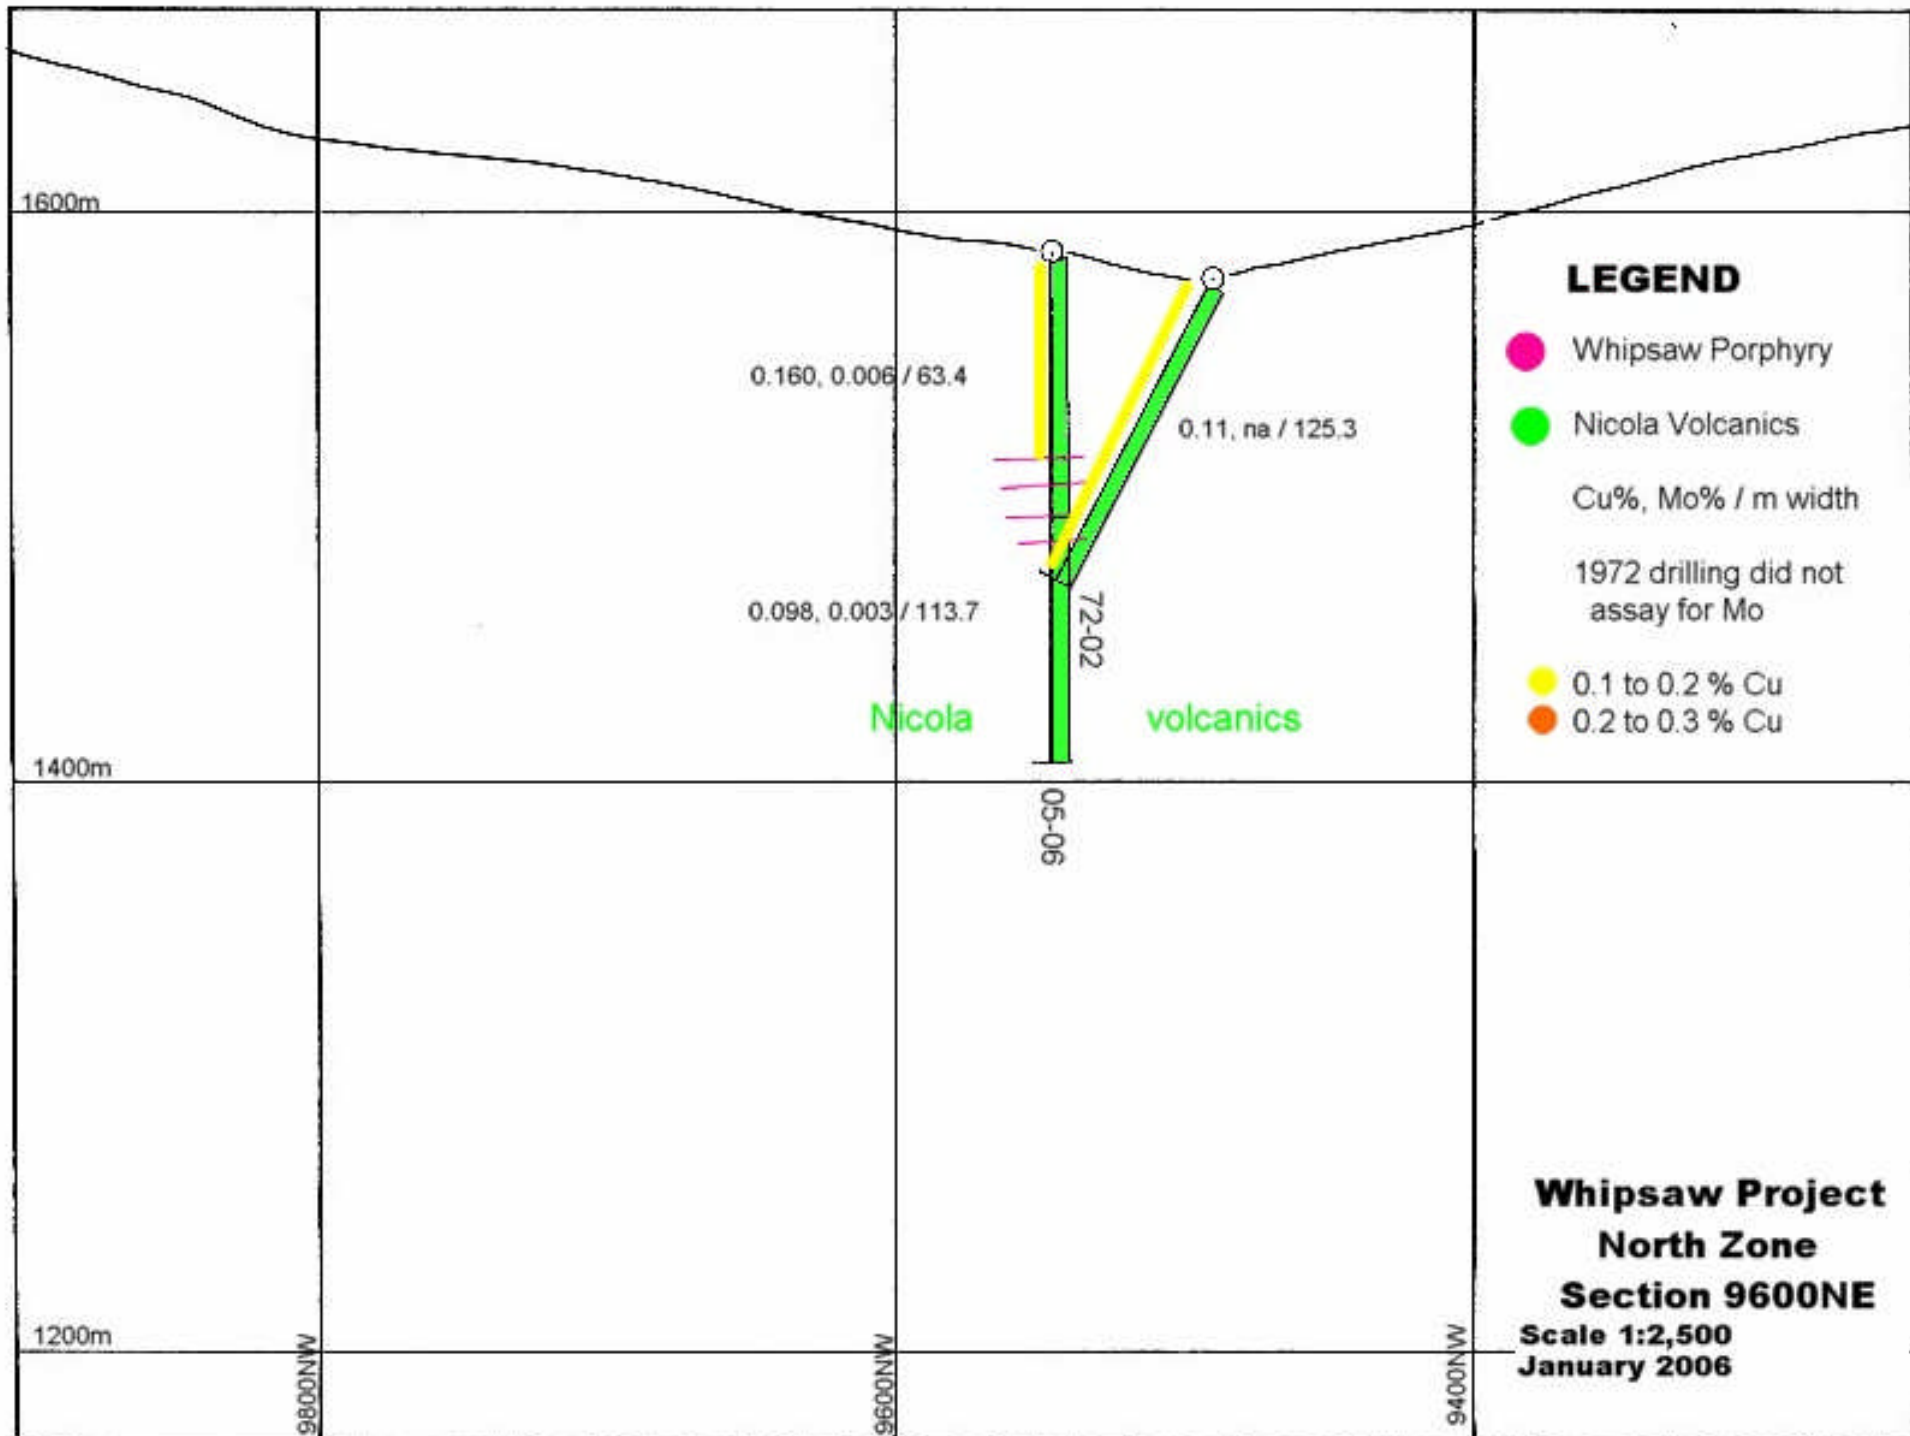 1600m
0.160, 0.006 / 63.4
0.11, na / 125.3
0.098, 0.003 / 113.7
72-02
Nicola volcanics
1400m
05-06
1200m
9800NW
9600NW
9400NW
LEGEND
Whipsaw Porphyry
Nicola Volcanics
Cu%, Mo% / m width
1972 drilling did not
assay for Mo
0.1 to 0.2 % Cu
0.2 to 0.3 % Cu
Whipsaw Project
North Zone
Section 9600NE
Scale 1:2,500
January 2006